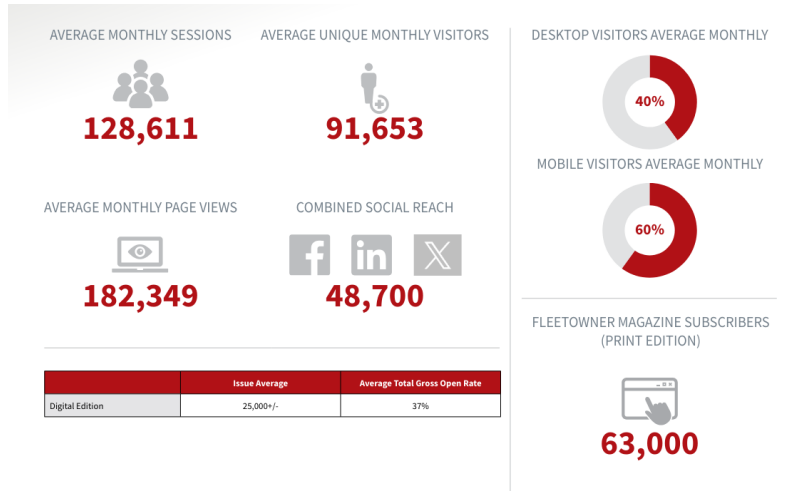 AVERAGE MONTHLY SESSIONS
128,611
AVERAGE UNIQUE MONTHLY VISITORS
91,653
AVERAGE MONTHLY PAGE VIEWS
182,349
COMBINED SOCIAL REACH
f
in
X
48,700
Issue Average
Average Total Gross Open Rate
Digital Edition
25,000+/-
37%
DESKTOP VISITORS AVERAGE MONTHLY
40%
MOBILE VISITORS AVERAGE MONTHLY
60%
FLEETOWNER MAGAZINE SUBSCRIBERS
(PRINT EDITION)
63,000